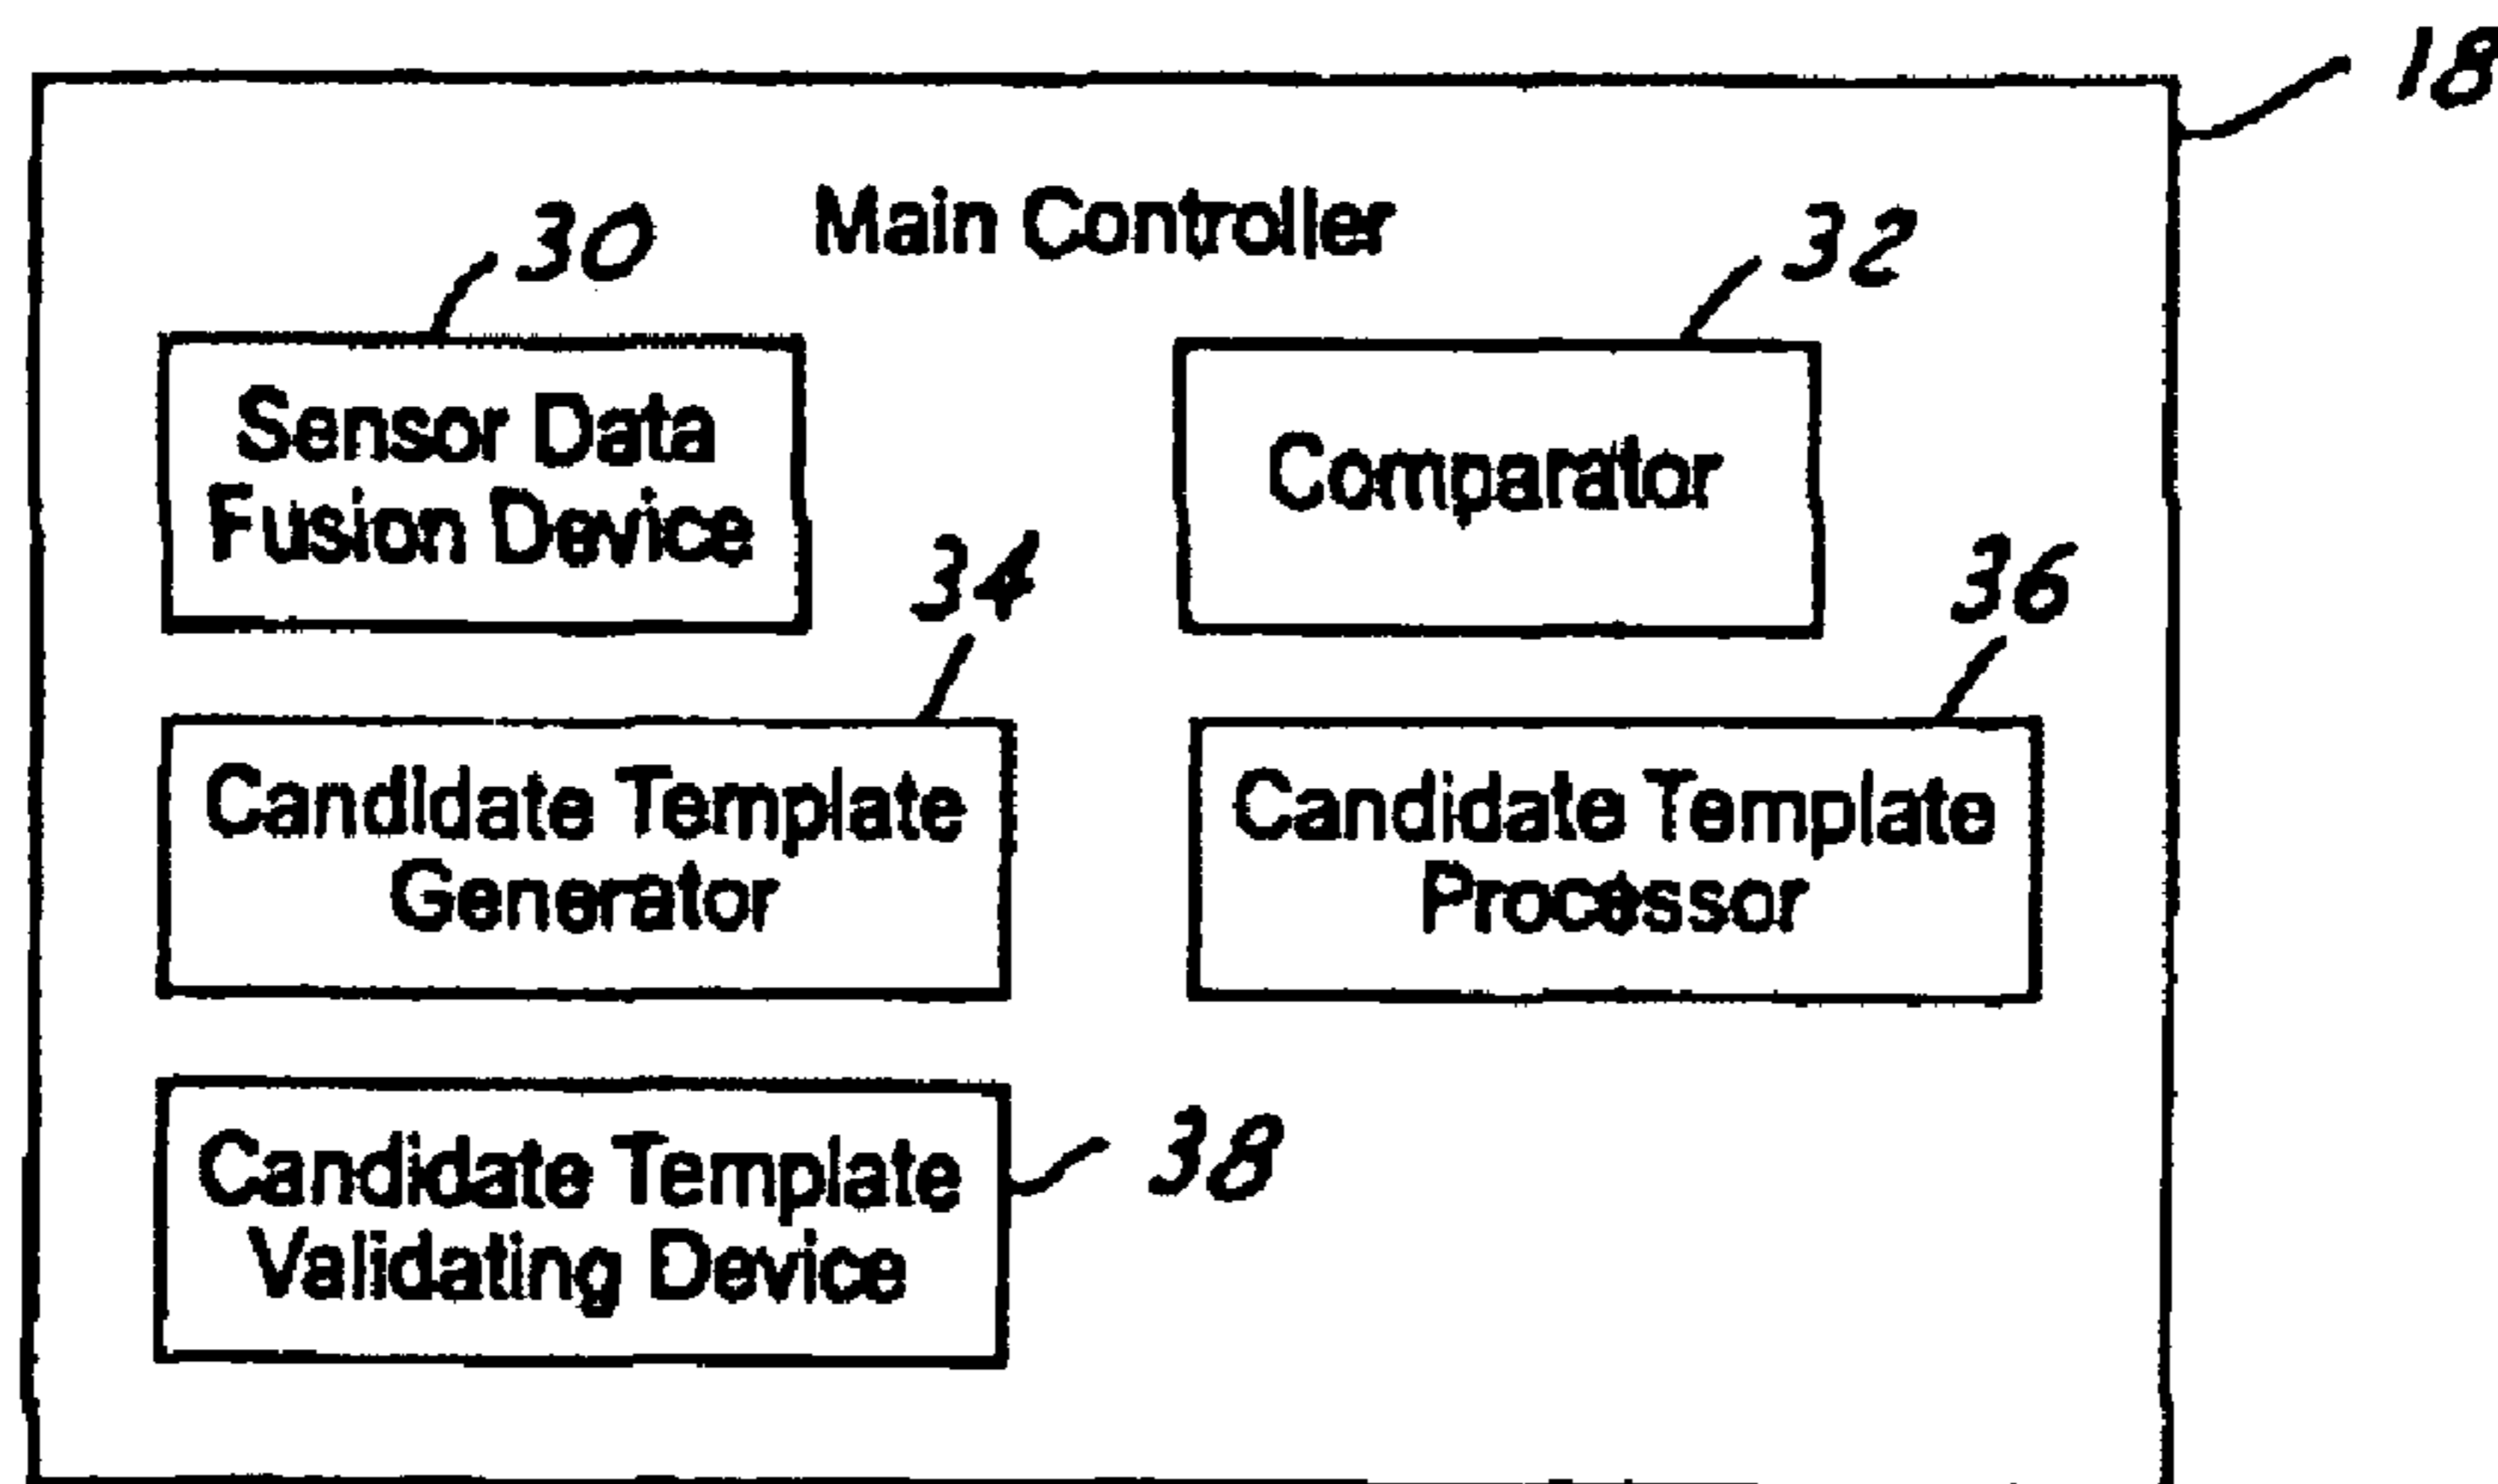 18
Main Controller
30
32
Sensor Data
Fusion Device
Comparator
34
36
Candidate Template
Generator
Candidate Template
Processor
Candidate Template
Validating Device
38